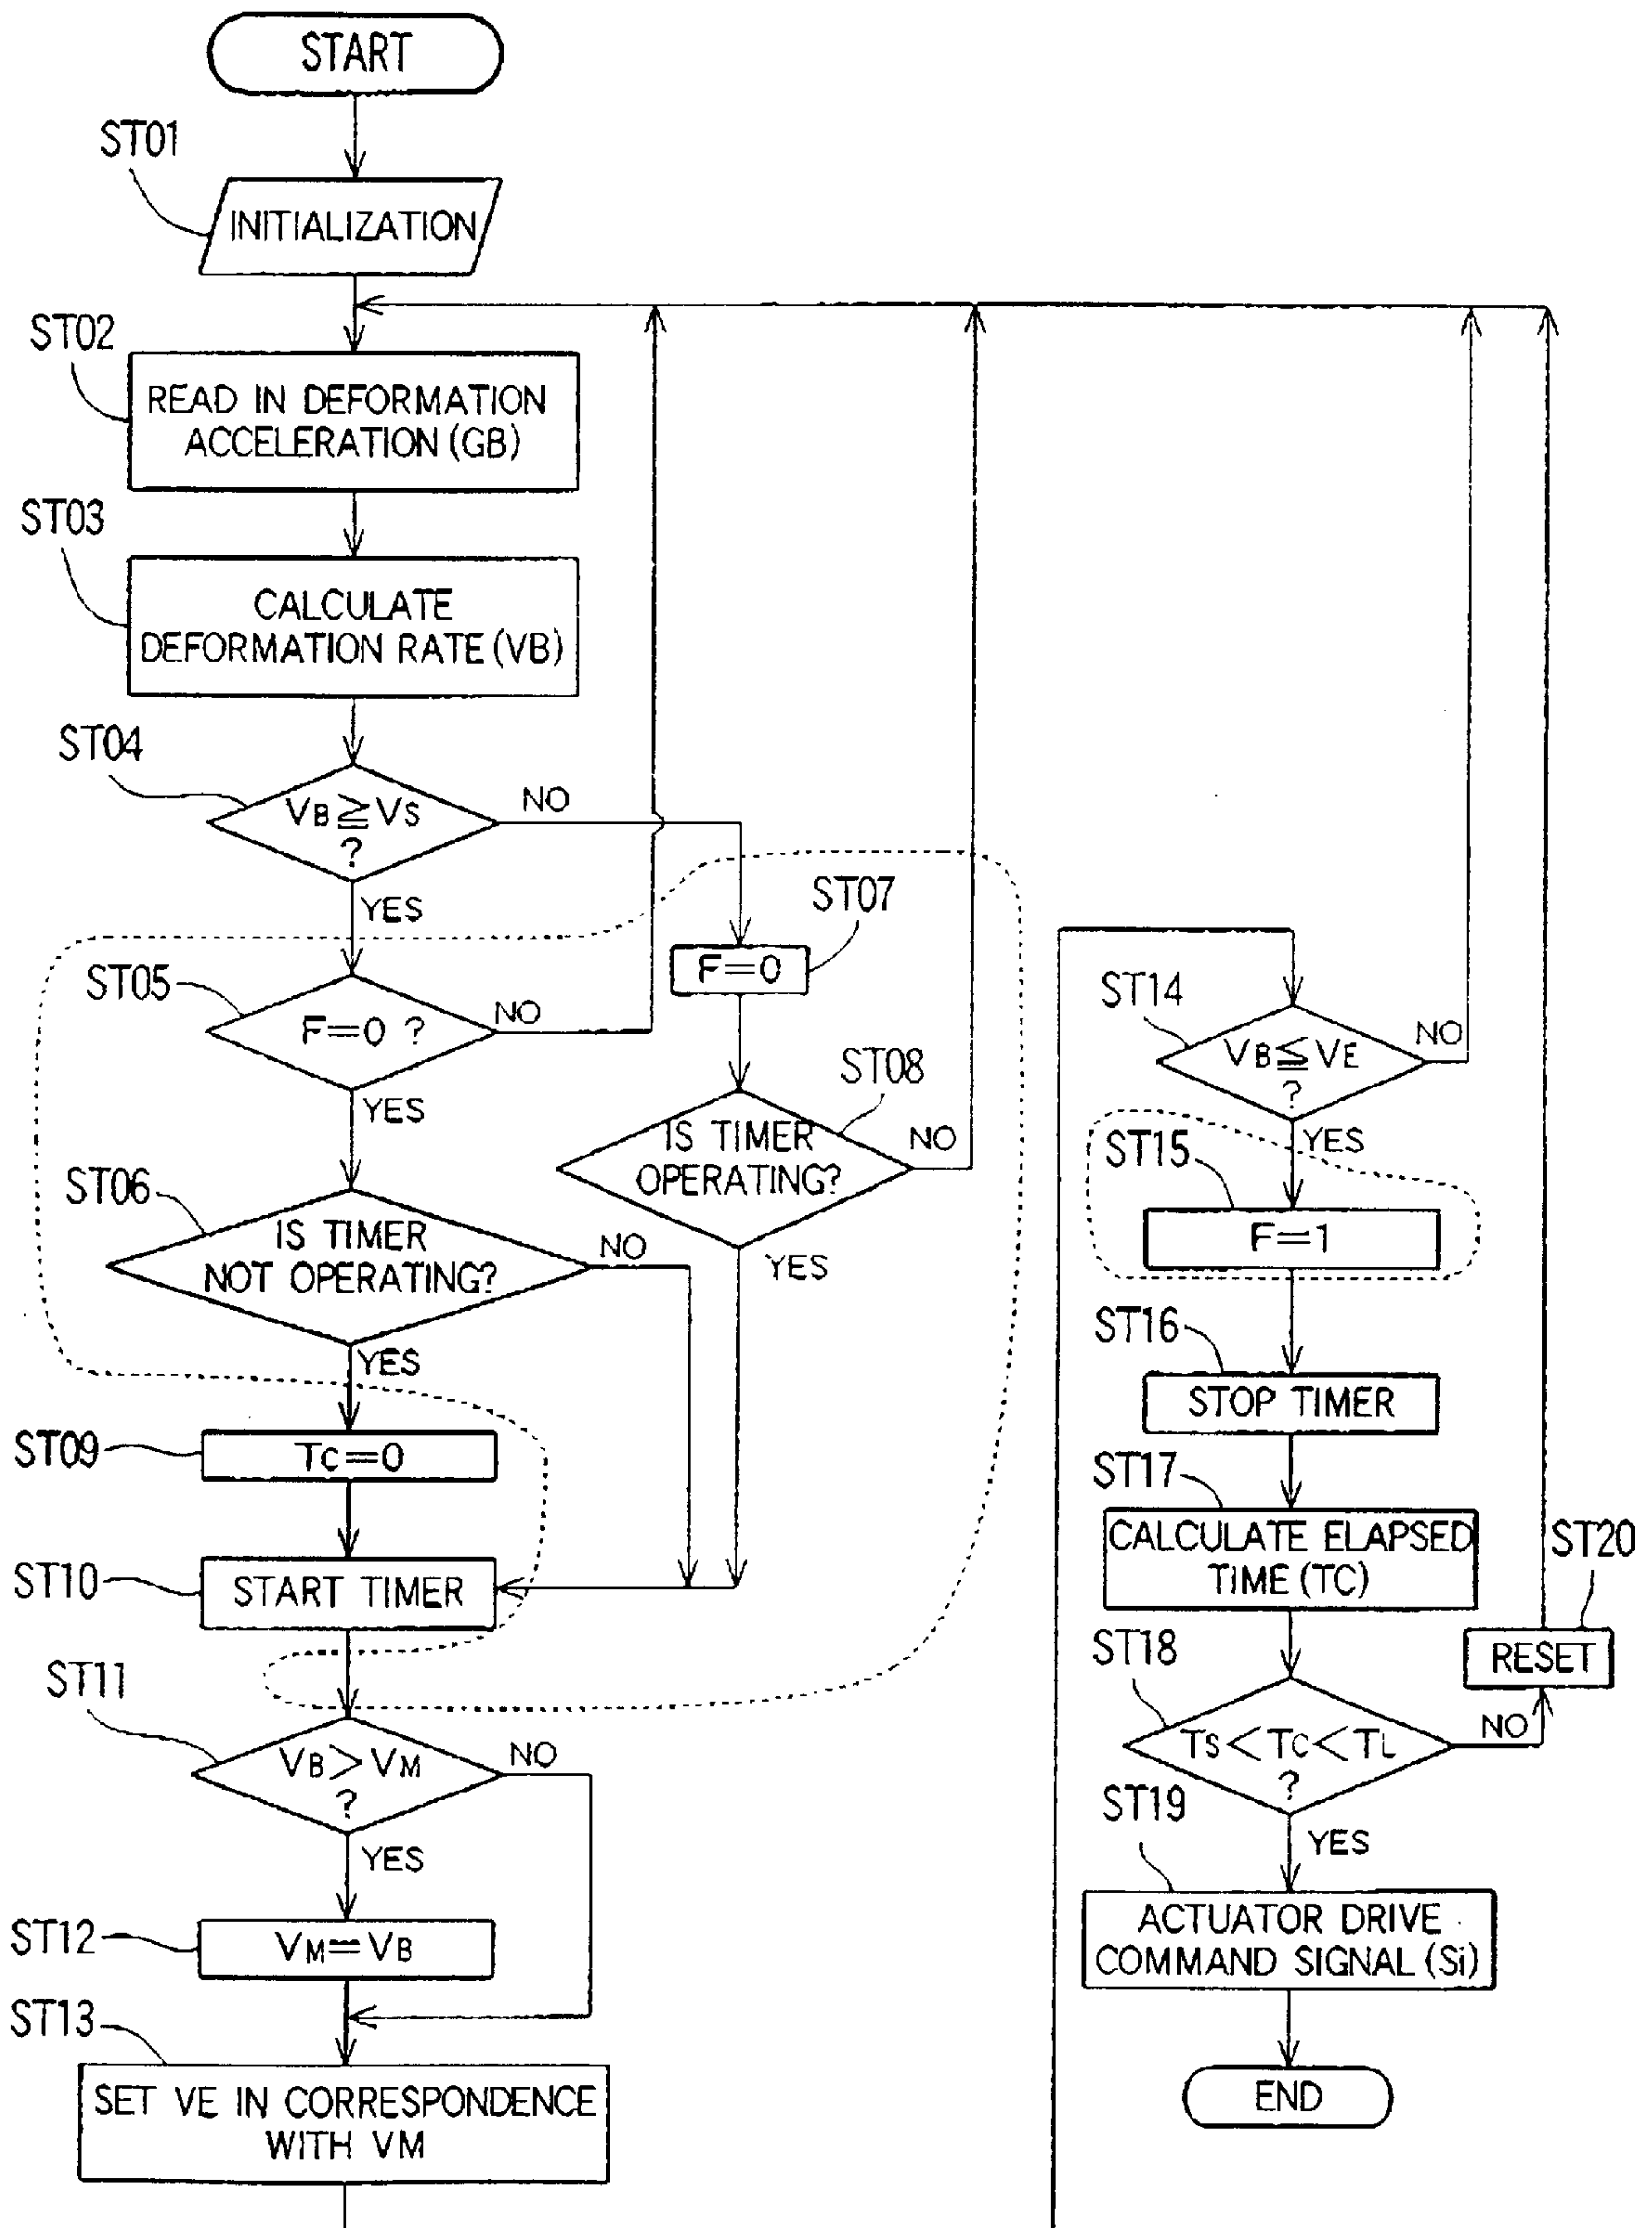 START
ST01
INITIALIZATION
ST02
READ IN DEFORMATION
ACCELERATION (GB)
ST03
CALCULATE
DEFORMATION RATE (VB)
ST04
VB≧VS
?
NO
YES
ST05
F=0 ?
NO
YES
ST06
IS TIMER
NOT OPERATING?
NO
YES
ST07
F=0
ST08
IS TIMER
OPERATING?
NO
YES
ST09
TC=0
ST10
START TIMER
ST11
VB>VM
?
NO
YES
ST12
VM=VB
ST13
SET VE IN CORRESPONDENCE
WITH VM
ST14
VB≦VE
?
NO
YES
ST15
F=1
ST16
STOP TIMER
ST17
CALCULATE ELAPSED
TIME (TC)
ST18
TS<TC<TL
?
NO
YES
ST20
RESET
ST19
ACTUATOR DRIVE
COMMAND SIGNAL (Si)
END